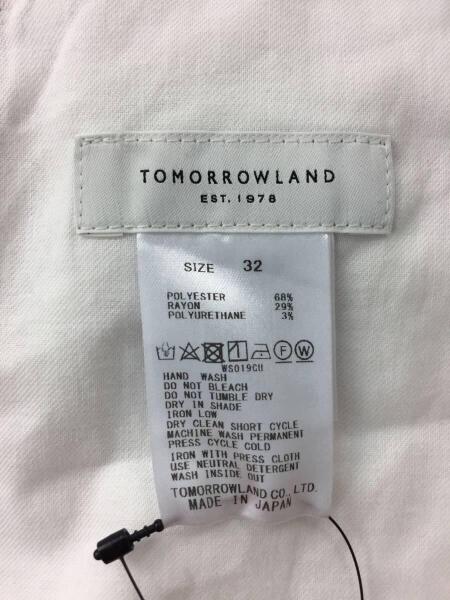 TOMORROWLAND
EST. 1978
SIZE 32
POLYESTER 68%
RAYON 29%
POLYURETHANE 3%
F W
WS019CU
HAND WASH
DO NOT BLEACH
DO NOT TUMBLE DRY
DRY IN SHADE
IRON LOW
DRY CLEAN SHORT CYCLE
MACHINE WASH PERMANENT
PRESS CYCLE COLD
IRON WITH PRESS CLOTH
USE NEUTRAL DETERGENT
WASH INSIDE OUT
TOMORROWLAND CO., LTD.
MADE IN JAPAN